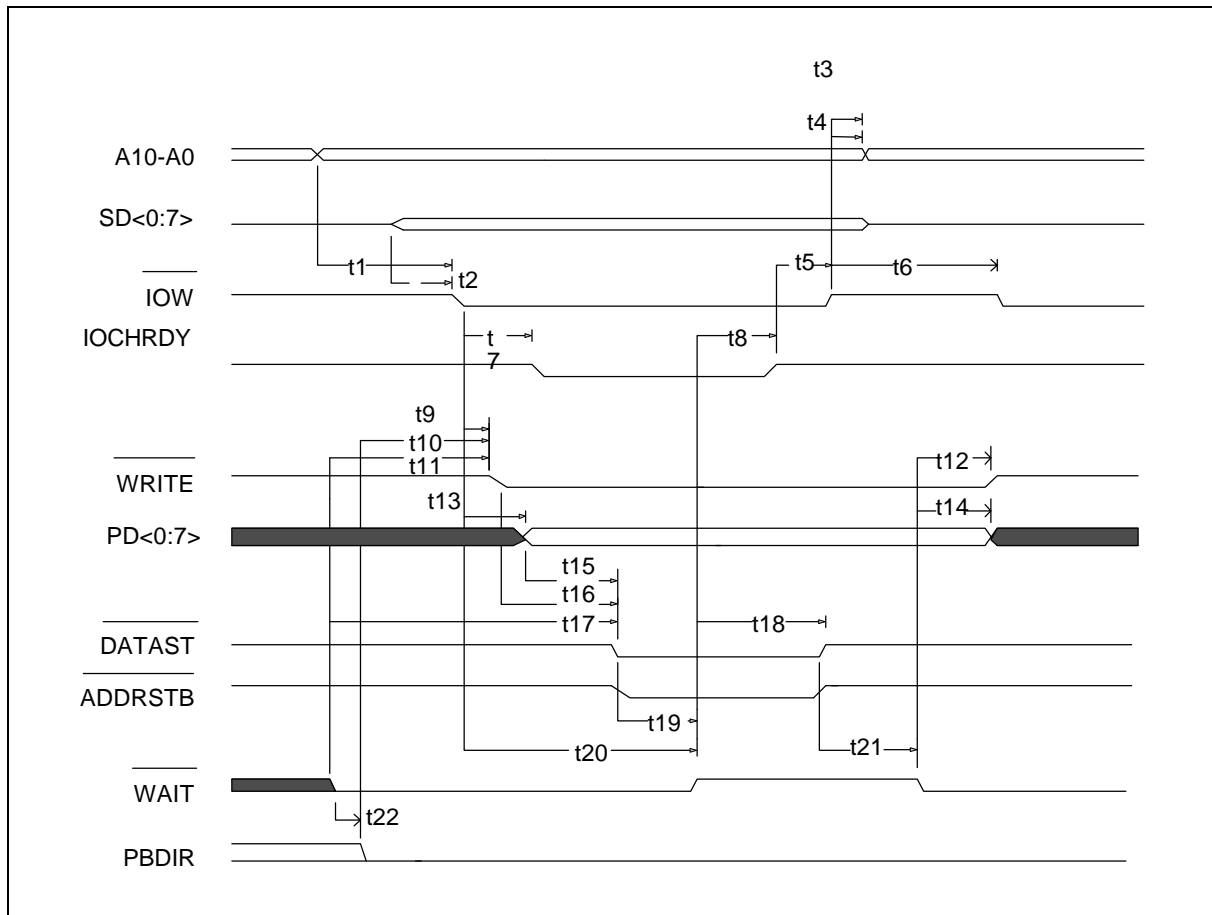 t3
t4
A10-A0
SD<0:7>
t1
t2
t5
t6
IOW
IOCHRDY
t
7
t8
t9
t10
t11
t12
WRITE
t13
t14
PD<0:7>
t15
t16
t17
t18
DATAST
ADDRSTB
t19
t20
t21
WAIT
t22
PBDIR